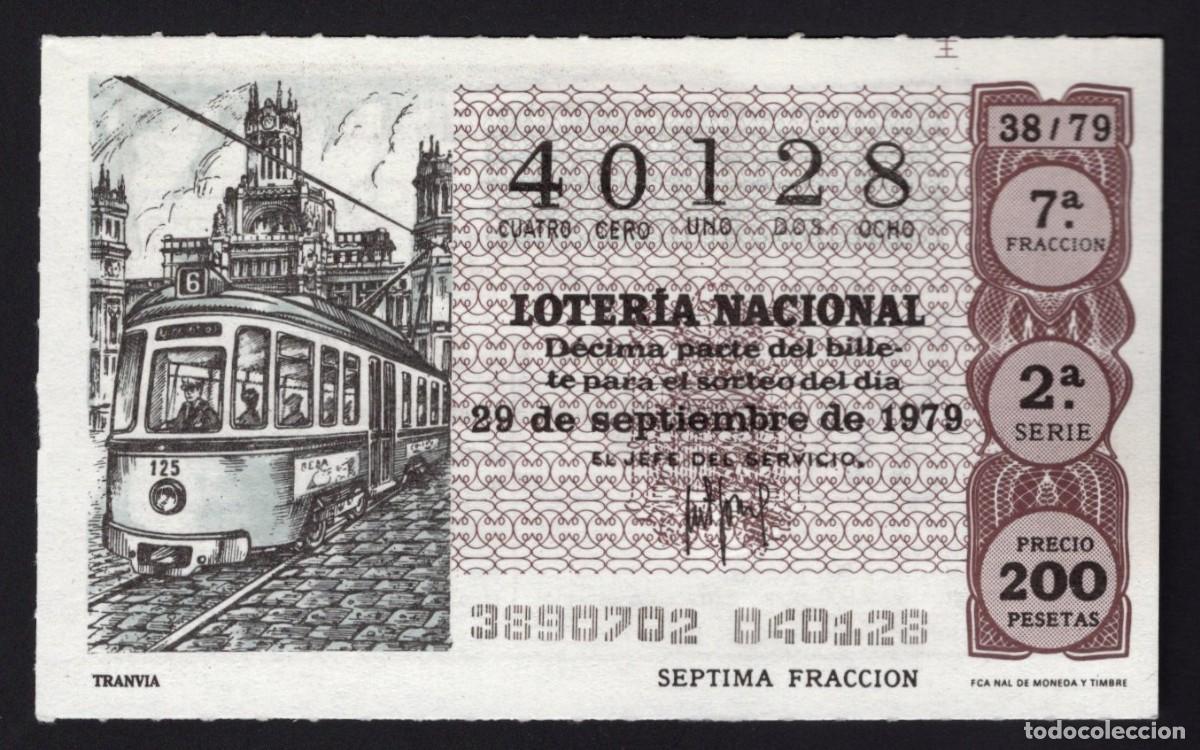 40128
CUATRO CERO UNO DOS OCHO
LOTERÍA NACIONAL
Décima parte del bille-
te para el sorteo del día
29 de septiembre de 1979
EL JEFE DEL SERVICIO,
3890702 040128
SEPTIMA FRACCION
38/79
7ª.
FRACCION
2ª.
SERIE
PRECIO
200
PESETAS
FCA NAL DE MONEDA Y TIMBRE
6
125
TRANVIA
todocoleccion